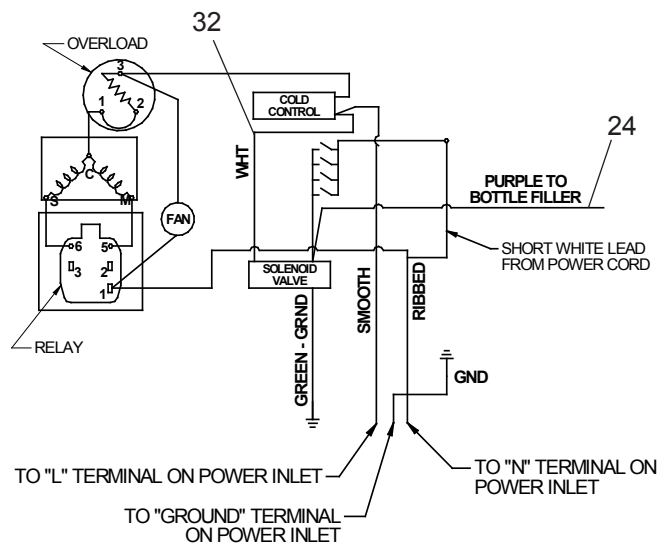 32
OVERLOAD
3
1
2
COLD
CONTROL
24
WHT
C
S
M
PURPLE TO
BOTTLE FILLER
FAN
6
5
3
2
1
SHORT WHITE LEAD
FROM POWER CORD
SOLENOID
VALVE
SMOOTH
RIBBED
RELAY
GREEN - GRND
GND
TO "L" TERMINAL ON POWER INLET
TO "N" TERMINAL ON
POWER INLET
TO "GROUND" TERMINAL
ON POWER INLET